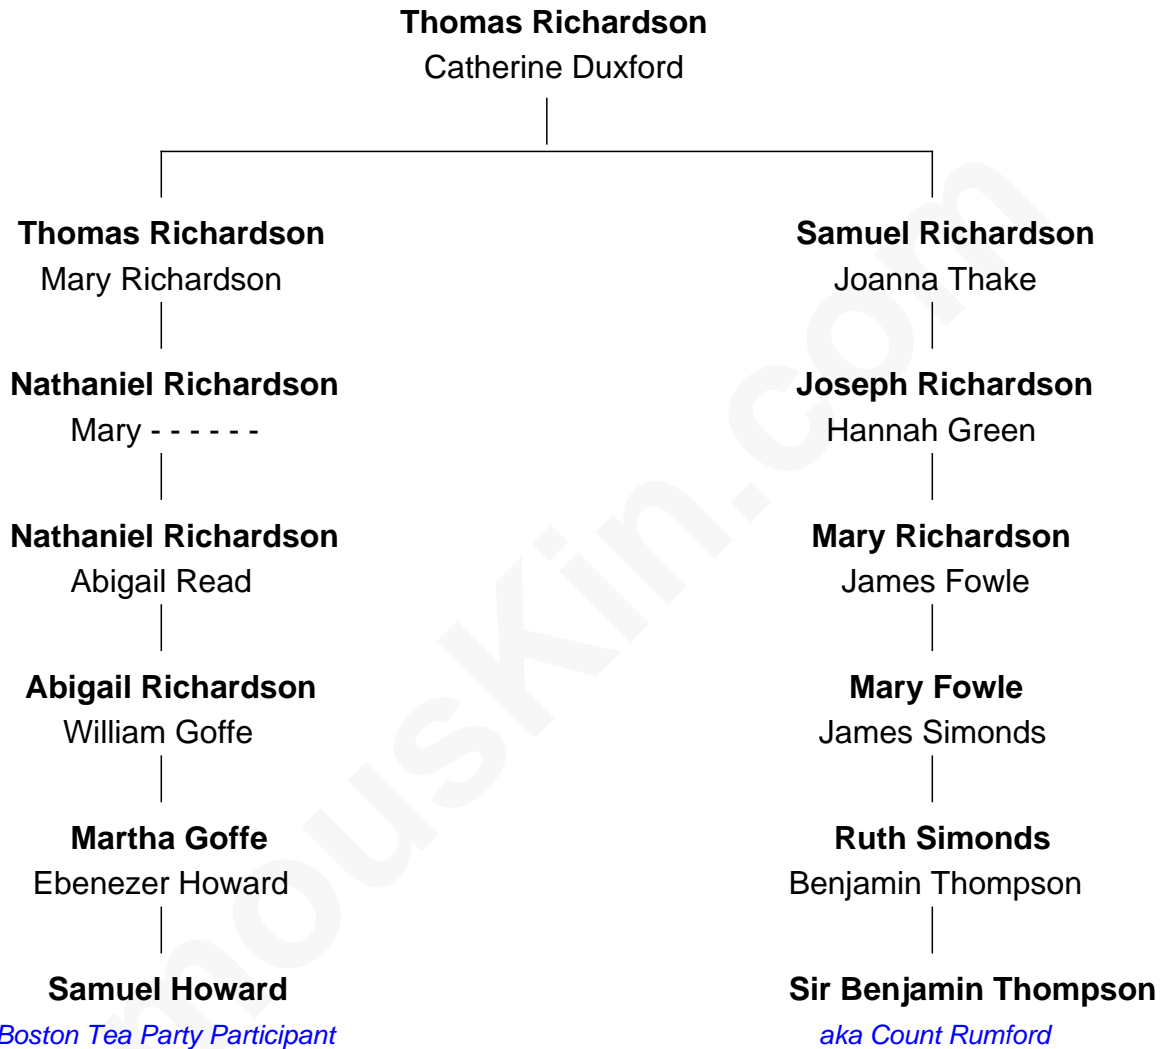 Thomas Richardson
Catherine Duxford
Thomas Richardson
Mary Richardson
Samuel Richardson
Joanna Thake
Nathaniel Richardson
Mary - - - - - -
Joseph Richardson
Hannah Green
Nathaniel Richardson
Abigail Read
Mary Richardson
James Fowle
Abigail Richardson
William Goffe
Mary Fowle
James Simonds
Martha Goffe
Ebenezer Howard
Ruth Simonds
Benjamin Thompson
Samuel Howard
Boston Tea Party Participant
Sir Benjamin Thompson
aka Count Rumford
mousKin.com